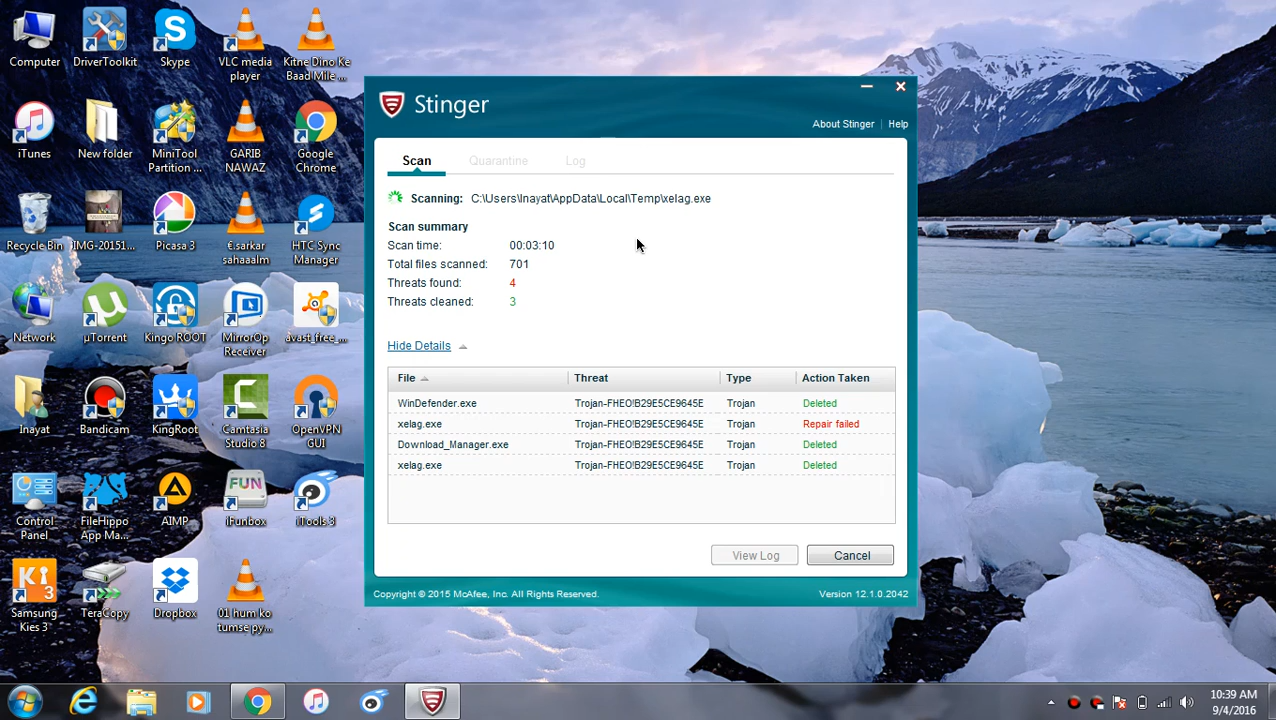 Computer
DriverToolkit
Skype
VLC media
player
Kitne Dino Ke
Baad Mile ...
iTunes
New folder
MiniTool
Partition ...
GARIB
NAWAZ
Google
Chrome
Recycle Bin
IMG-20151...
Picasa 3
€.sarkar
sahaaalm
HTC Sync
Manager
Network
µTorrent
Kingo ROOT
MirrorOp
Receiver
avast_free_...
Inayat
Bandicam
KingRoot
Camtasia
Studio 8
OpenVPN
GUI
Control
Panel
FileHippo
App Ma...
AIMP
FUN
iFunbox
iTools 3
Ki
3
Samsung
Kies 3
TeraCopy
Dropbox
01 hum ko
tumse py...
Stinger
About Stinger | Help
Scan Quarantine Log
Scanning: C:\Users\Inayat\AppData\Local\Temp\xelag.exe
Scan summary
Scan time: 00:03:10
Total files scanned: 701
Threats found: 4
Threats cleaned: 3
Hide Details
File Threat Type Action Taken
WinDefender.exe Trojan-FHEO!B29E5CE9645E Trojan Deleted
xelag.exe Trojan-FHEO!B29E5CE9645E Trojan Repair failed
Download_Manager.exe Trojan-FHEO!B29E5CE9645E Trojan Deleted
xelag.exe Trojan-FHEO!B29E5CE9645E Trojan Deleted
View Log Cancel
Copyright © 2015 McAfee, Inc. All Rights Reserved. Version 12.1.0.2042
10:39 AM
9/4/2016